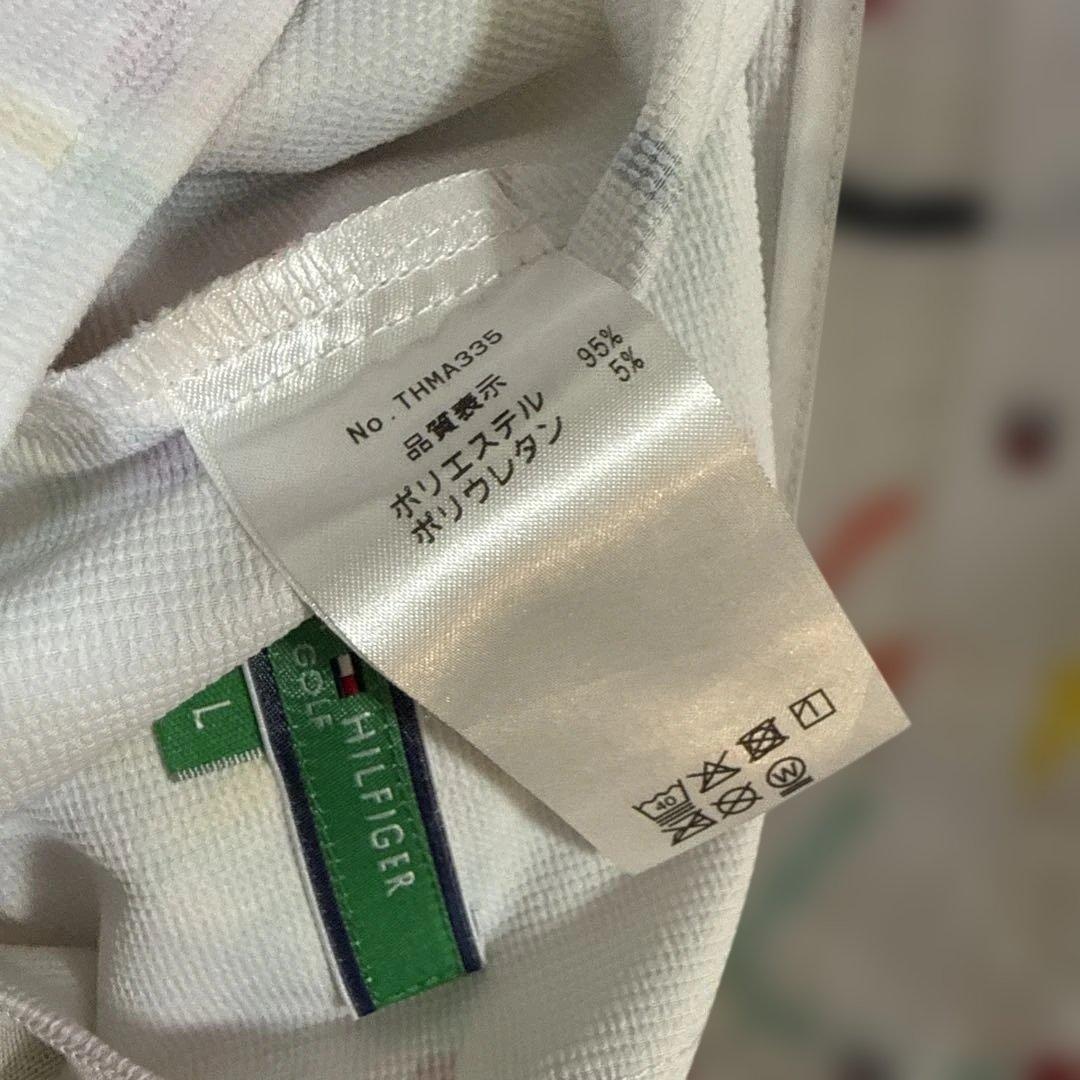 No.THMA335
品質表示
ポリエステル 95%
ポリウレタン 5%
40
W
L
HILFIGER
GOLF